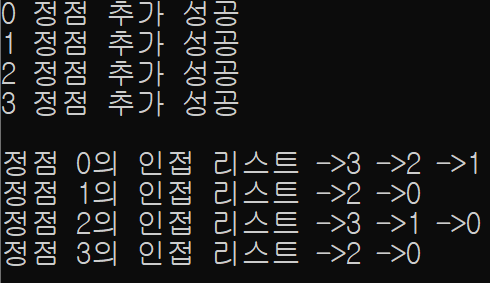 0 정점 추가 성공
1 정점 추가 성공
2 정점 추가 성공
3 정점 추가 성공
정점 0의 인접 리스트 ->3 ->2 ->1
정점 1의 인접 리스트 ->2 ->0
정점 2의 인접 리스트 ->3 ->1 ->0
정점 3의 인접 리스트 ->2 ->0